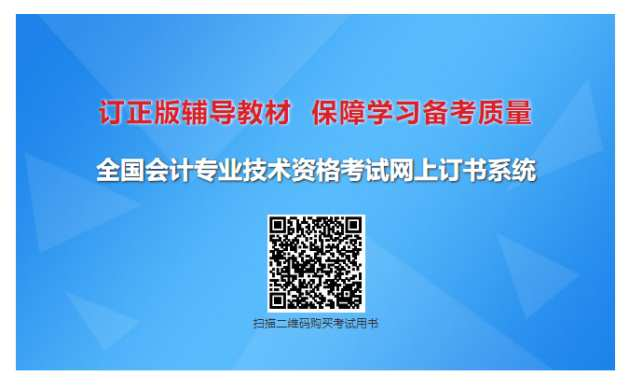 订正版辅导教材 保障学习备考质量
全国会计专业技术资格考试网上订书系统
扫描二维码购买考试用书